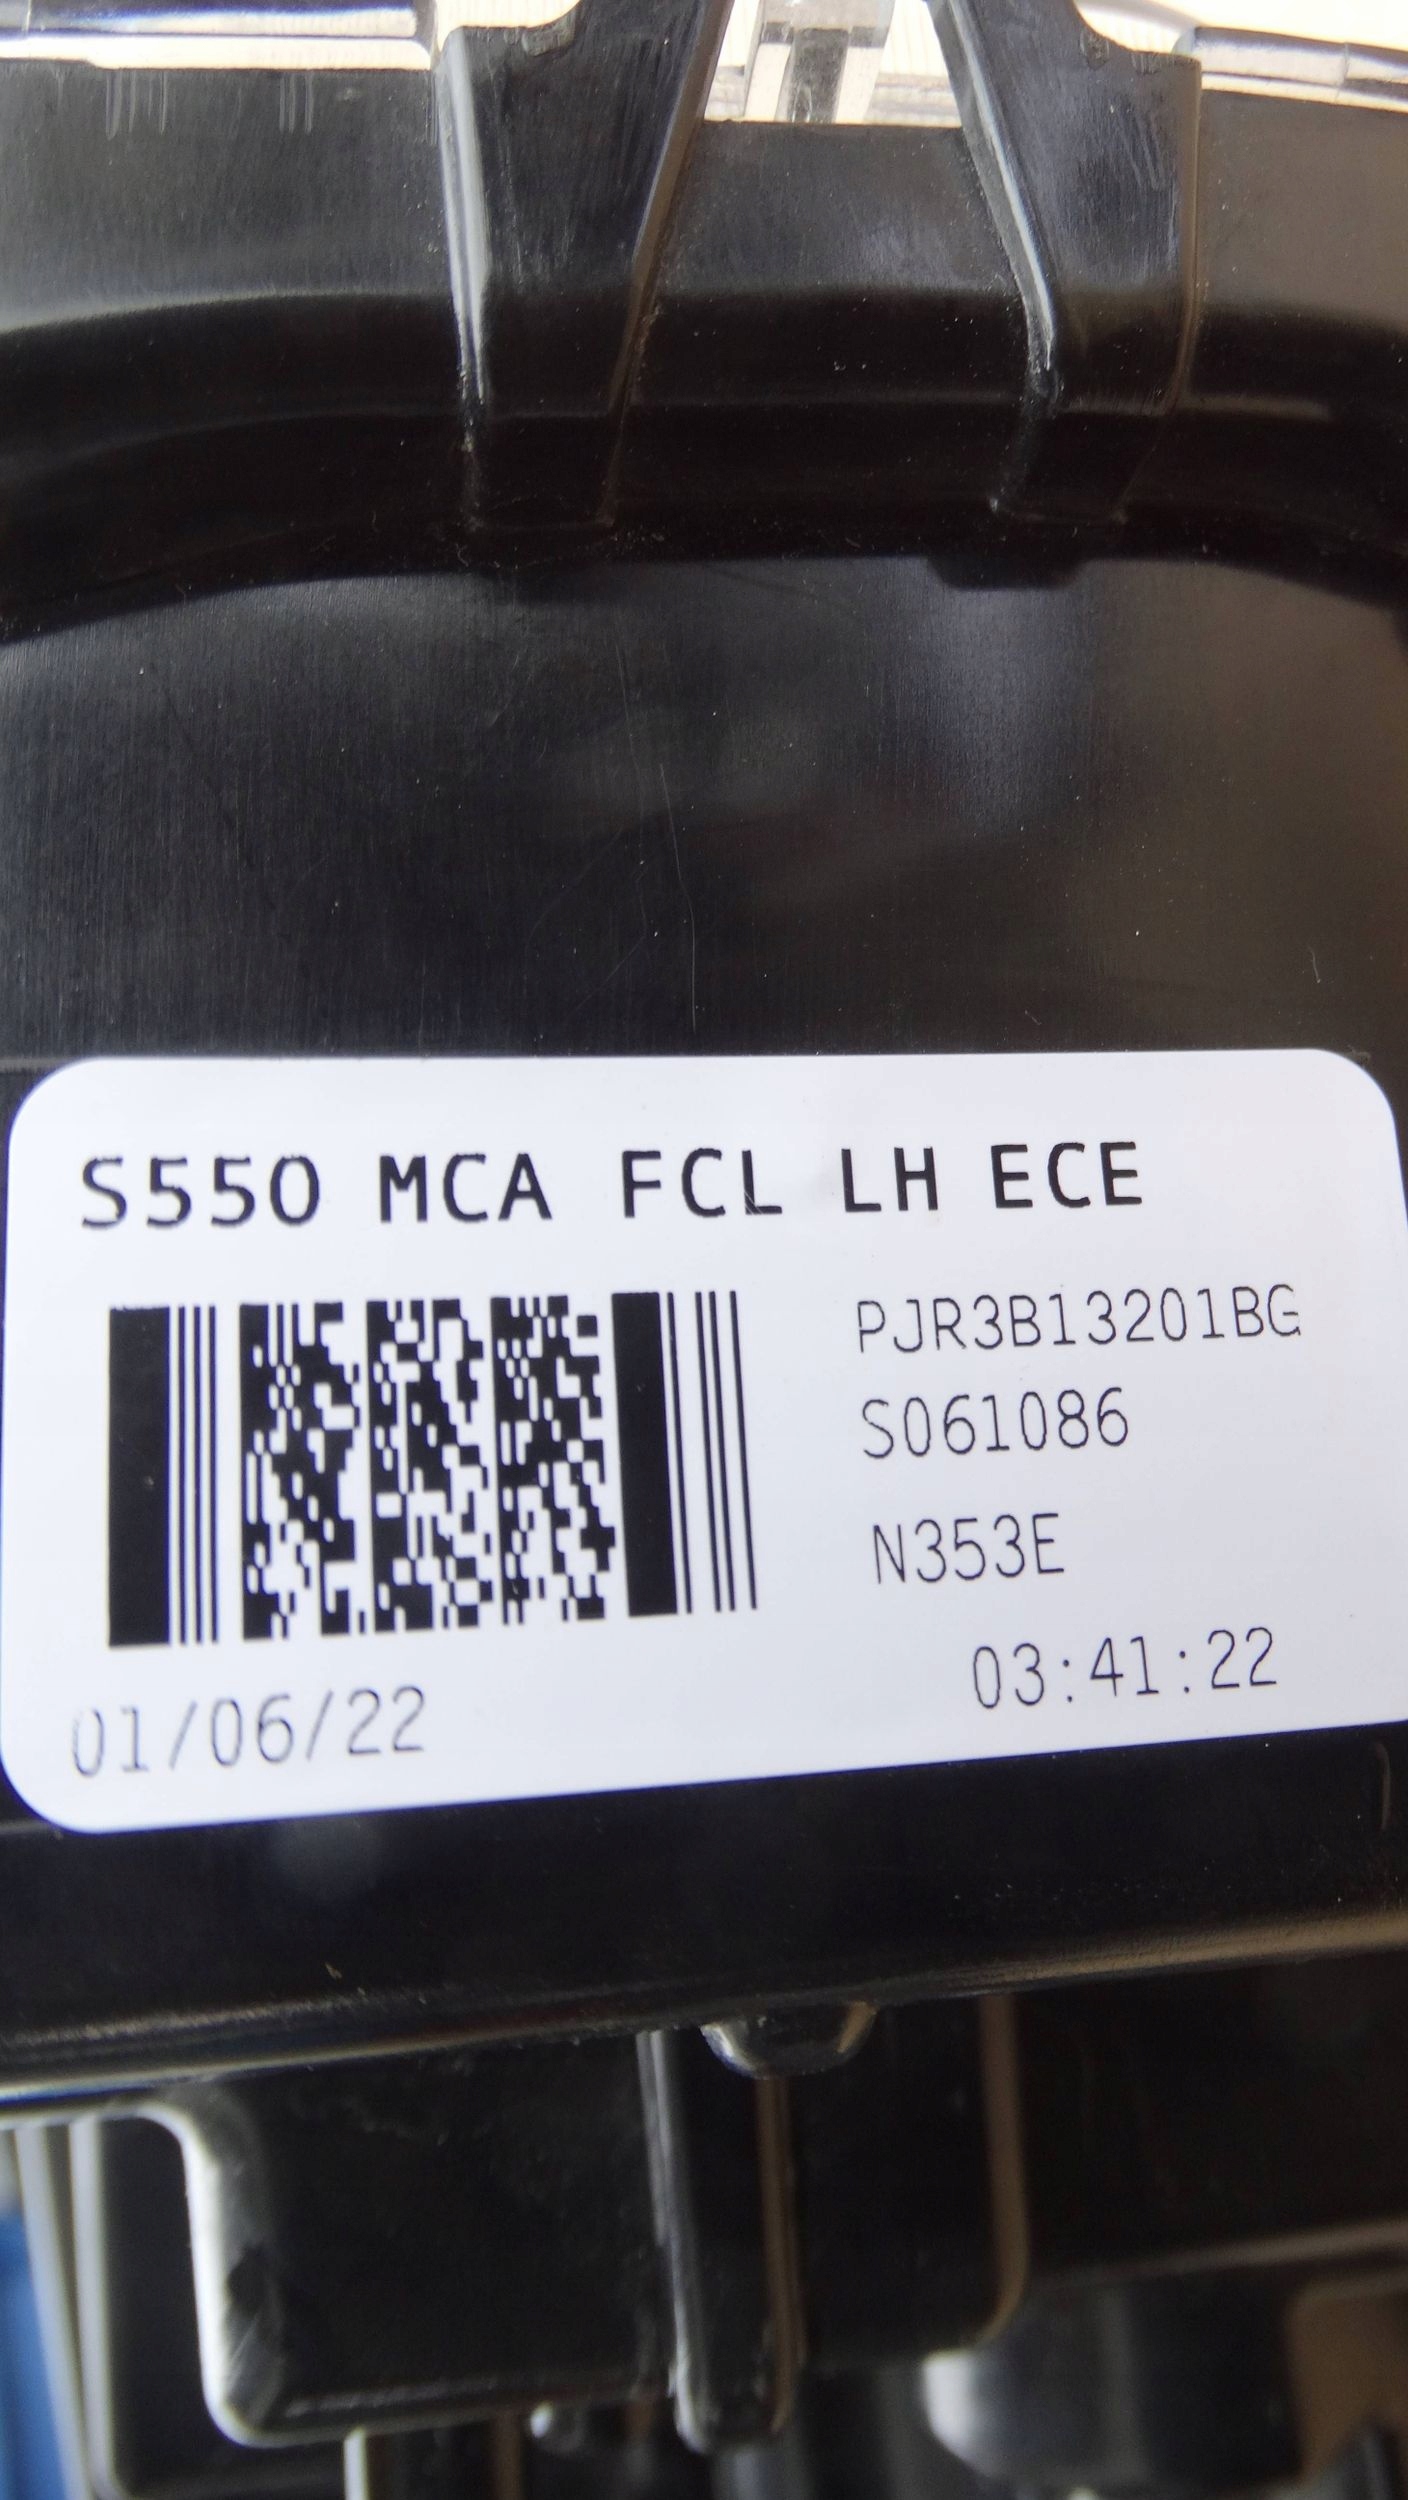 S550 MCA FCL LH ECE
PJR3B13201BG
S061086
N353E
03:41:22
01/06/22